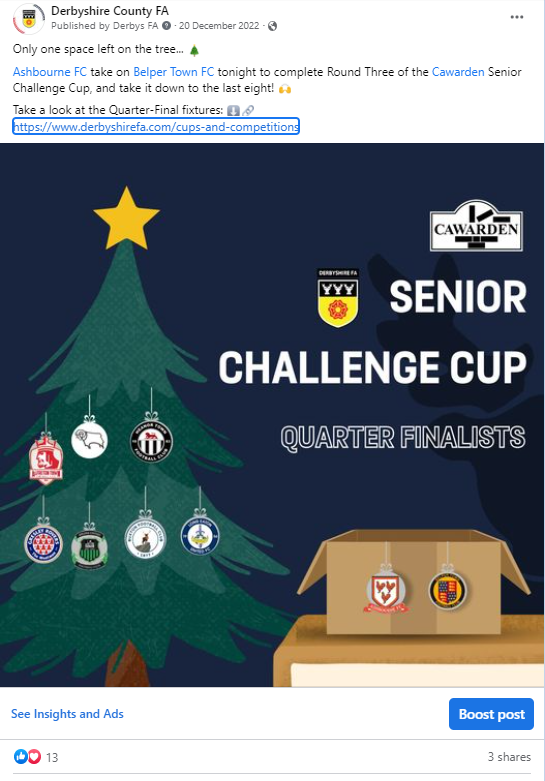 Derbyshire County FA
Published by Derbys FA · 20 December 2022 ·
Only one space left on the tree... 🎄
Ashbourne FC take on Belper Town FC tonight to complete Round Three of the Cawarden Senior
Challenge Cup, and take it down to the last eight! 🙌
Take a look at the Quarter-Final fixtures: ⬇️🔗
https://www.derbyshirefa.com/cups-and-competitions
CAWARDEN
DERBYSHIRE FA
SENIOR
CHALLENGE CUP
QUARTER FINALISTS
See Insights and Ads
Boost post
13
3 shares